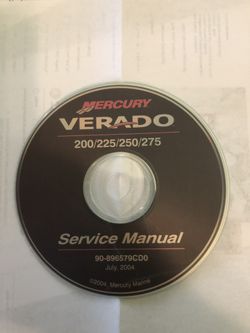 MERCURY
VERADO
200/225/250/275
Service Manual
90-896579CD0
July, 2004
©2004, Mercury Marine